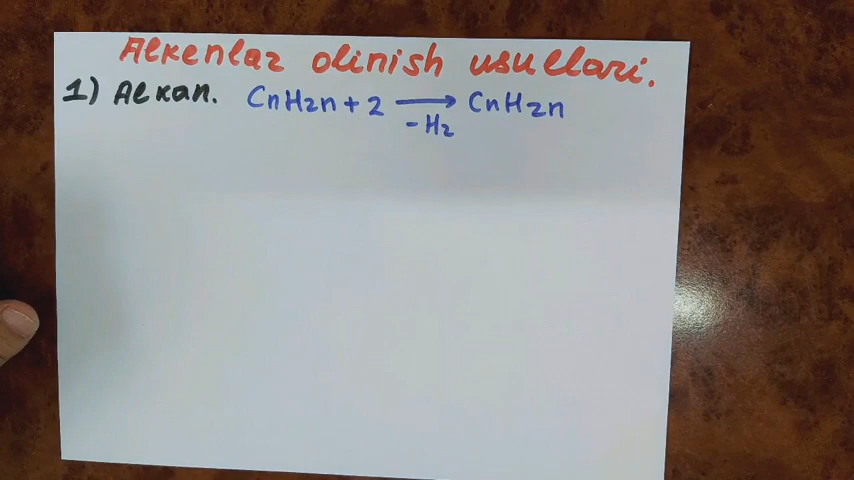 Alkenlar olinish usullari.
1) Alkan. CnH2n+2 ⟶ CnH2n
-H2